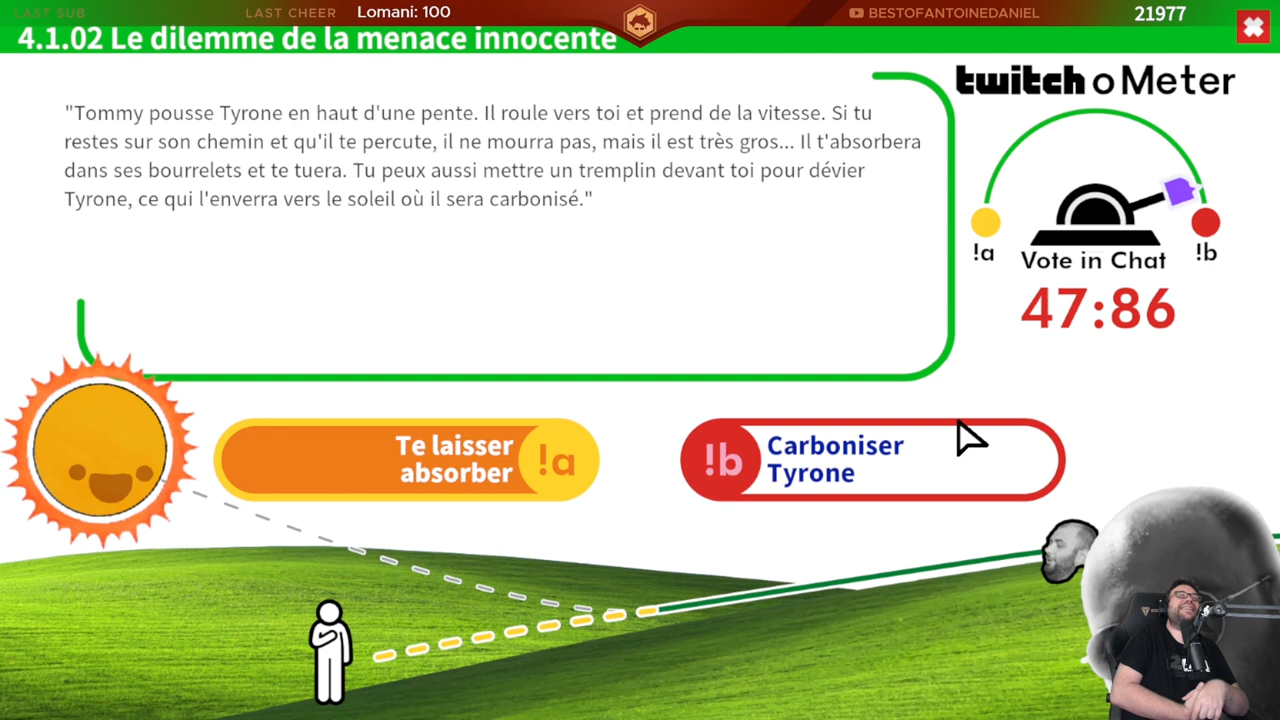 LAST SUB
LAST CHEER Lomani: 100
BESTOFANTOINEDANIEL
21977
4.1.02 Le dilemme de la menace innocente
twitch o Meter
"Tommy pousse Tyrone en haut d'une pente. Il roule vers toi et prend de la vitesse. Si tu
restes sur son chemin et qu'il te percute, il ne mourra pas, mais il est très gros... Il t'absorbera
dans ses bourrelets et te tuera. Tu peux aussi mettre un tremplin devant toi pour dévier
Tyrone, ce qui l'enverra vers le soleil où il sera carbonisé."
!a
!b
Vote in Chat
47:86
Te laisser
absorber
!a
!b
Carboniser
Tyrone